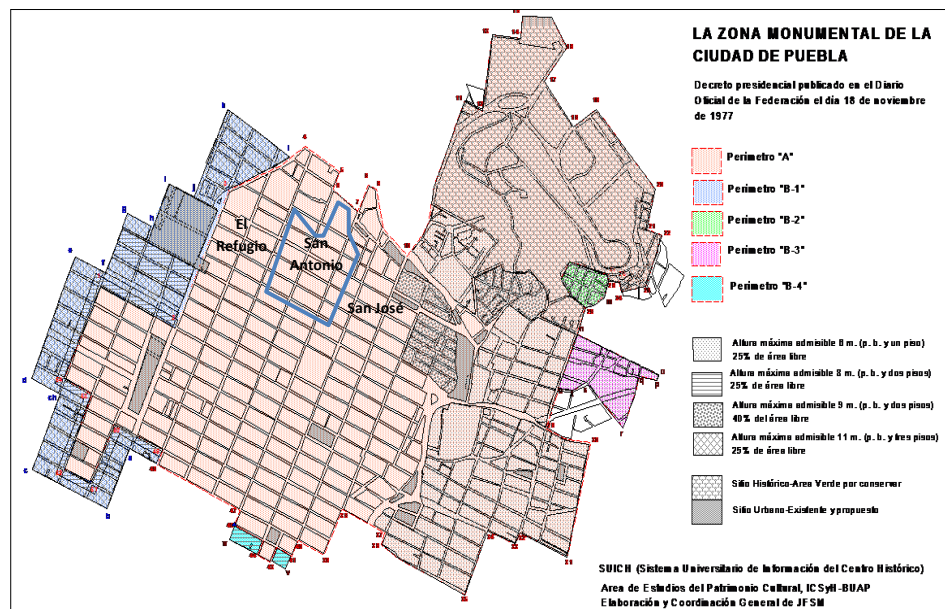 LA ZONA MONUMENTAL DE LA
CIUDAD DE PUEBLA
Decreto presidencial publicado en el Diario
Oficial de la Federación el día 18 de noviembre
de 1977
Perimetro "A"
Perimetro "B-1"
Perimetro "B-2"
Perimetro "B-3"
Perimetro "B-4"
El
Refugio
San
Antonio
San José
Altura máxima admisible 6 m. (p. b. y un piso)
25% de área libre
Altura máxima admisible 8 m. (p. b. y dos pisos)
25% de área libre
Altura máxima admisible 9 m. (p. b. y dos pisos)
40% del área libre
Altura máxima admisible 11 m. (p. b. y tres pisos)
25% de área libre
Sitio Histórico-Area Verde por conservar
Sitio Urbano-Existente y propuesto
SUICH (Sistema Universitario de Información del Centro Histórico)
Area de Estudios del Patrimonio Cultural, ICSyH-BUAP
Elaboración y Coordinación General de JFSM